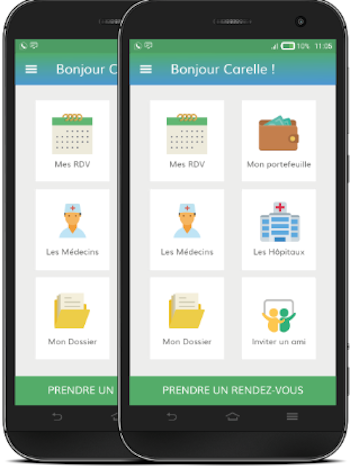 Bonjour C
Mes RDV
Les Médecins
Mon Dossier
PRENDRE UN
10% 11:05
Bonjour Carelle !
Mes RDV
Mon portefeuille
Les Médecins
Les Hôpitaux
Mon Dossier
Inviter un ami
PRENDRE UN RENDEZ-VOUS